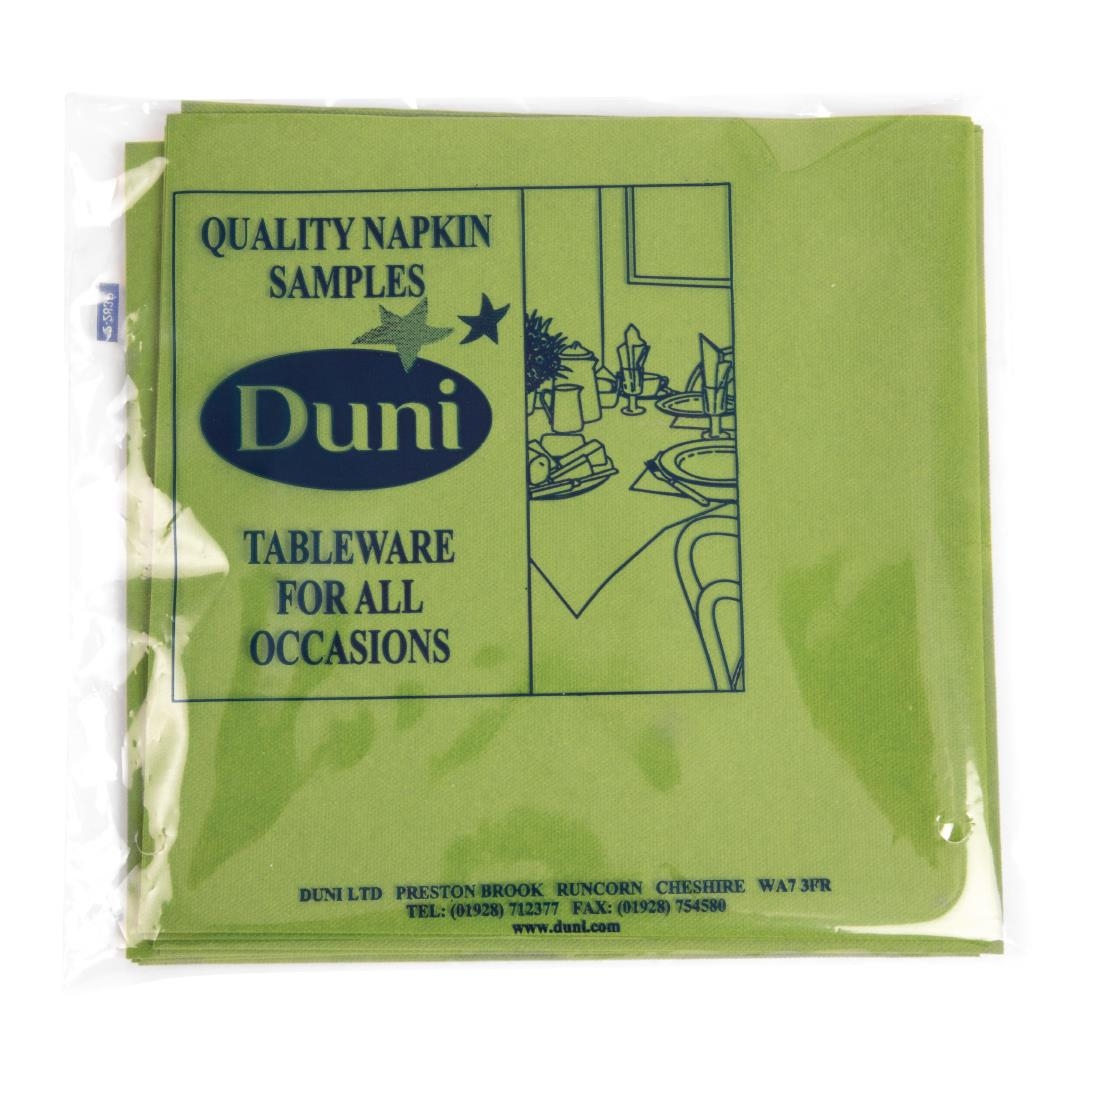 QUALITY NAPKIN
SAMPLES
Duni
TABLEWARE
FOR ALL
OCCASIONS
DUNI LTD PRESTON BROOK RUNCORN CHESHIRE WA7 3FR
TEL: (01928) 712377 FAX: (01928) 754580
www.duni.com